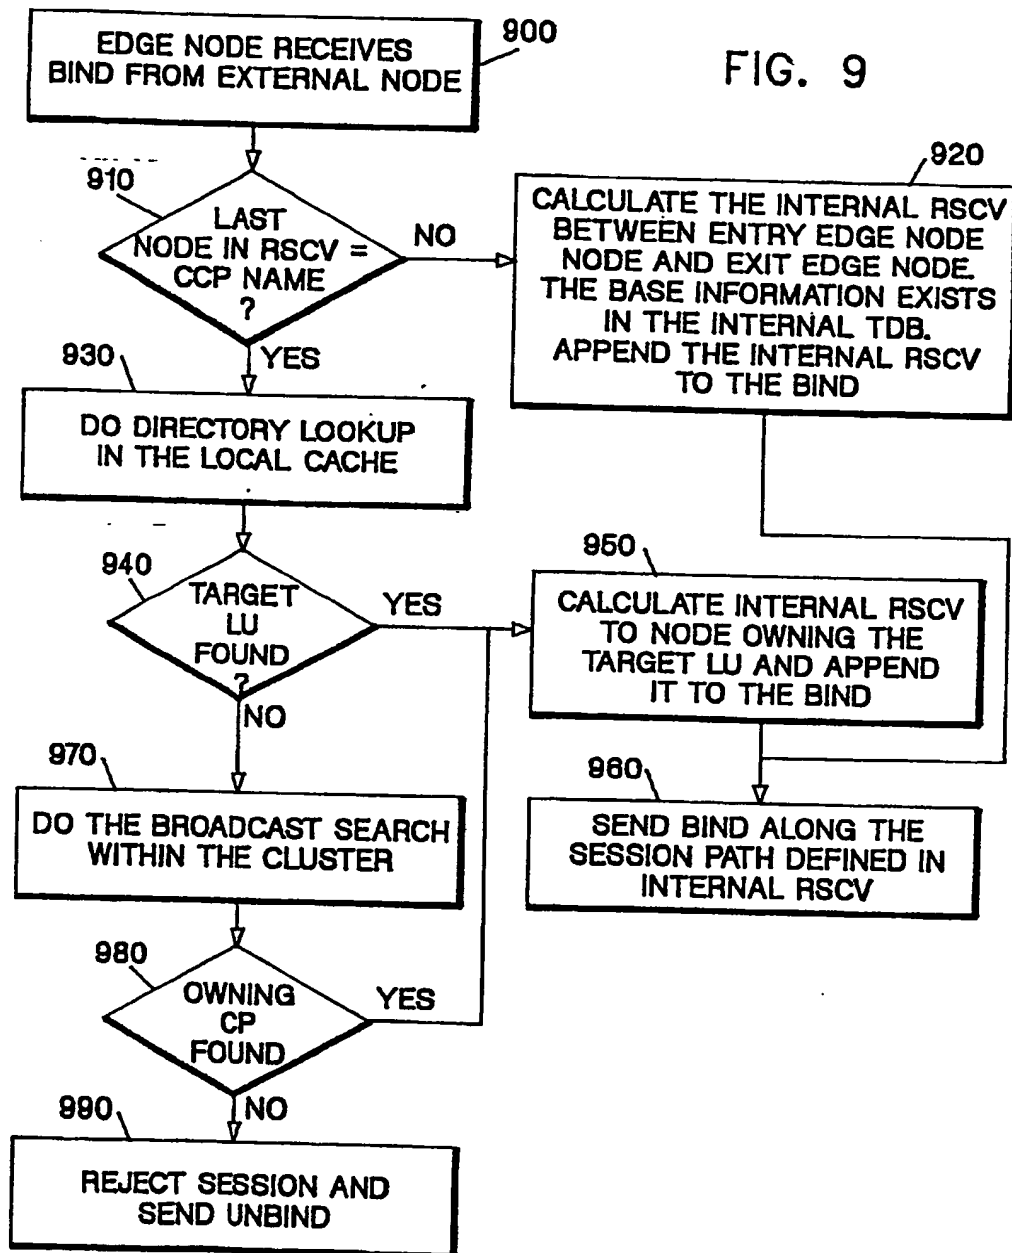 EDGE NODE RECEIVES
BIND FROM EXTERNAL NODE
900
FIG. 9
910
LAST
NODE IN RSCV =
CCP NAME
?
NO
YES
920
CALCULATE THE INTERNAL RSCV
BETWEEN ENTRY EDGE NODE
NODE AND EXIT EDGE NODE.
THE BASE INFORMATION EXISTS
IN THE INTERNAL TDB.
APPEND THE INTERNAL RSCV
TO THE BIND
930
DO DIRECTORY LOOKUP
IN THE LOCAL CACHE
940
TARGET
LU
FOUND
?
YES
NO
950
CALCULATE INTERNAL RSCV
TO NODE OWNING THE
TARGET LU AND APPEND
IT TO THE BIND
960
SEND BIND ALONG THE
SESSION PATH DEFINED IN
INTERNAL RSCV
970
DO THE BROADCAST SEARCH
WITHIN THE CLUSTER
980
OWNING
CP
FOUND
YES
NO
990
REJECT SESSION AND
SEND UNBIND